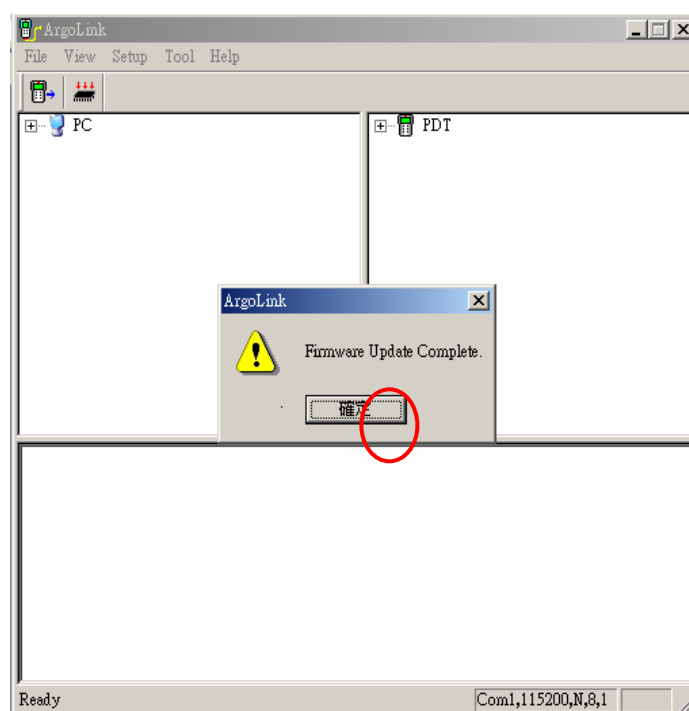 ArgoLink
File View Setup Tool Help
PC
PDT
ArgoLink
Firmware Update Complete.
確定
Ready
Com1,115200,N,8,1